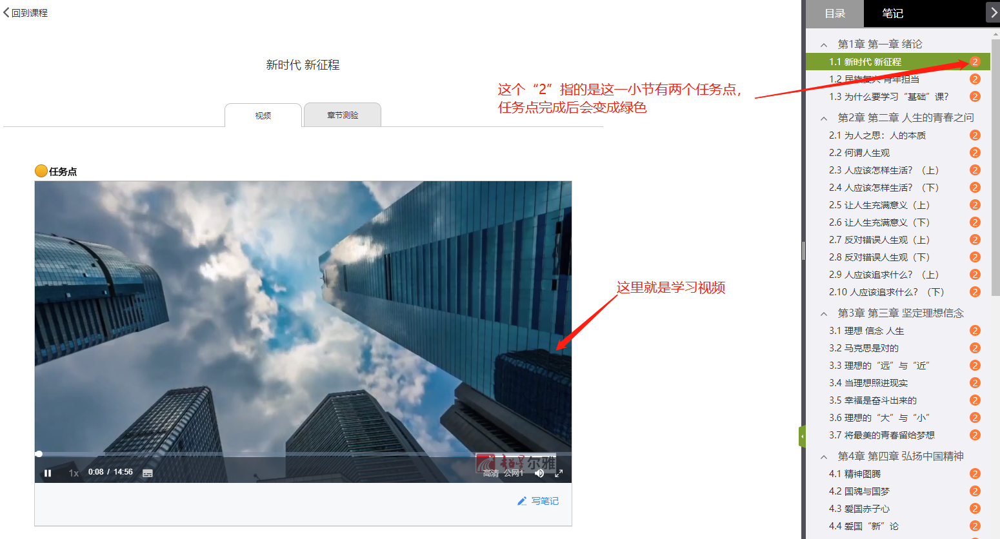 回到课程
新时代 新征程
这个“2”指的是这一小节有两个任务点，
任务点完成后会变成绿色
视频
章节测验
任务点
这里就是学习视频
超星尔雅
1x 0:08 / 14:56
高清 公网1
写笔记
目录 笔记
第1章 第一章 绪论
1.1 新时代 新征程 2
1.2 民族复兴 青年担当 2
1.3 为什么要学习“基础”课？ 2
第2章 第二章 人生的青春之问
2.1 为人之思：人的本质 2
2.2 何谓人生观 2
2.3 人应该怎样生活？（上） 2
2.4 人应该怎样生活？（下） 2
2.5 让人生充满意义（上） 2
2.6 让人生充满意义（下） 2
2.7 反对错误人生观（上） 2
2.8 反对错误人生观（下） 2
2.9 人应该追求什么？（上） 2
2.10 人应该追求什么？（下） 2
第3章 第三章 坚定理想信念
3.1 理想 信念 人生 2
3.2 马克思是对的 2
3.3 理想的“远”与“近” 2
3.4 当理想照进现实 2
3.5 幸福是奋斗出来的 2
3.6 理想的“大”与“小” 2
3.7 将最美的青春留给梦想 2
第4章 第四章 弘扬中国精神
4.1 精神图腾 2
4.2 国魂与国梦 2
4.3 爱国赤子心 2
4.4 爱国“新”论 2